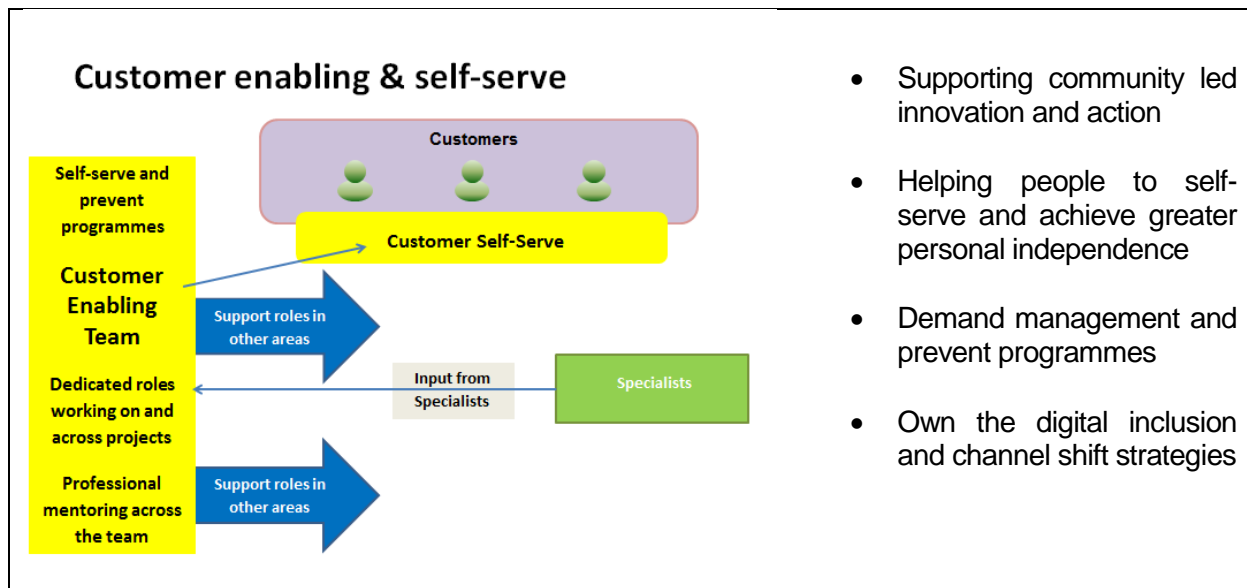 Customer enabling & self-serve
Customers
Customer Self-Serve
Self-serve and
prevent
programmes
Customer
Enabling
Team
Dedicated roles
working on and
across projects
Professional
mentoring across
the team
Support roles in
other areas
Input from
Specialists
Specialists
Support roles in
other areas
• Supporting community led
innovation and action
• Helping people to self-
serve and achieve greater
personal independence
• Demand management and
prevent programmes
• Own the digital inclusion
and channel shift strategies